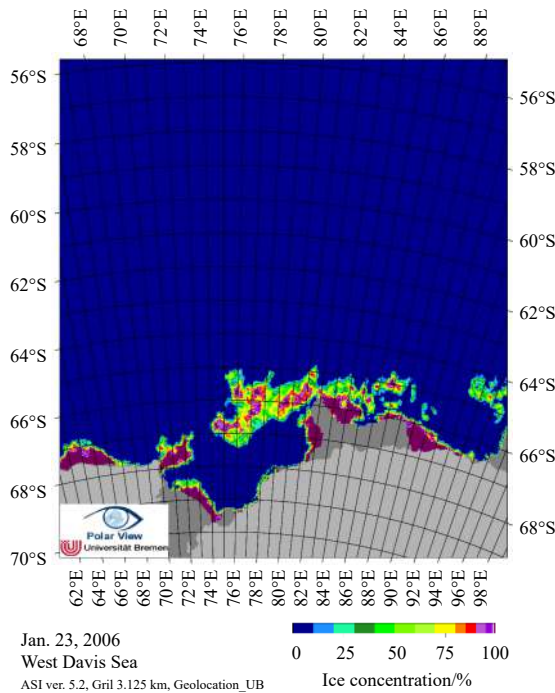 68°E 70°E 72°E 74°E 76°E 78°E 80°E 82°E 84°E 86°E 88°E
56°S 56°S
58°S 58°S
60°S 60°S
62°S 62°S
64°S 64°S
66°S 66°S
68°S 68°S
70°S
Polar View
Universität Bremen
62°E 64°E 66°E 68°E 70°E 72°E 74°E 76°E 78°E 80°E 82°E 84°E 86°E 88°E 90°E 92°E 94°E 96°E 98°E
Jan. 23, 2006
West Davis Sea
ASI ver. 5.2, Gril 3.125 km, Geolocation_UB
0 25 50 75 100
Ice concentration/%